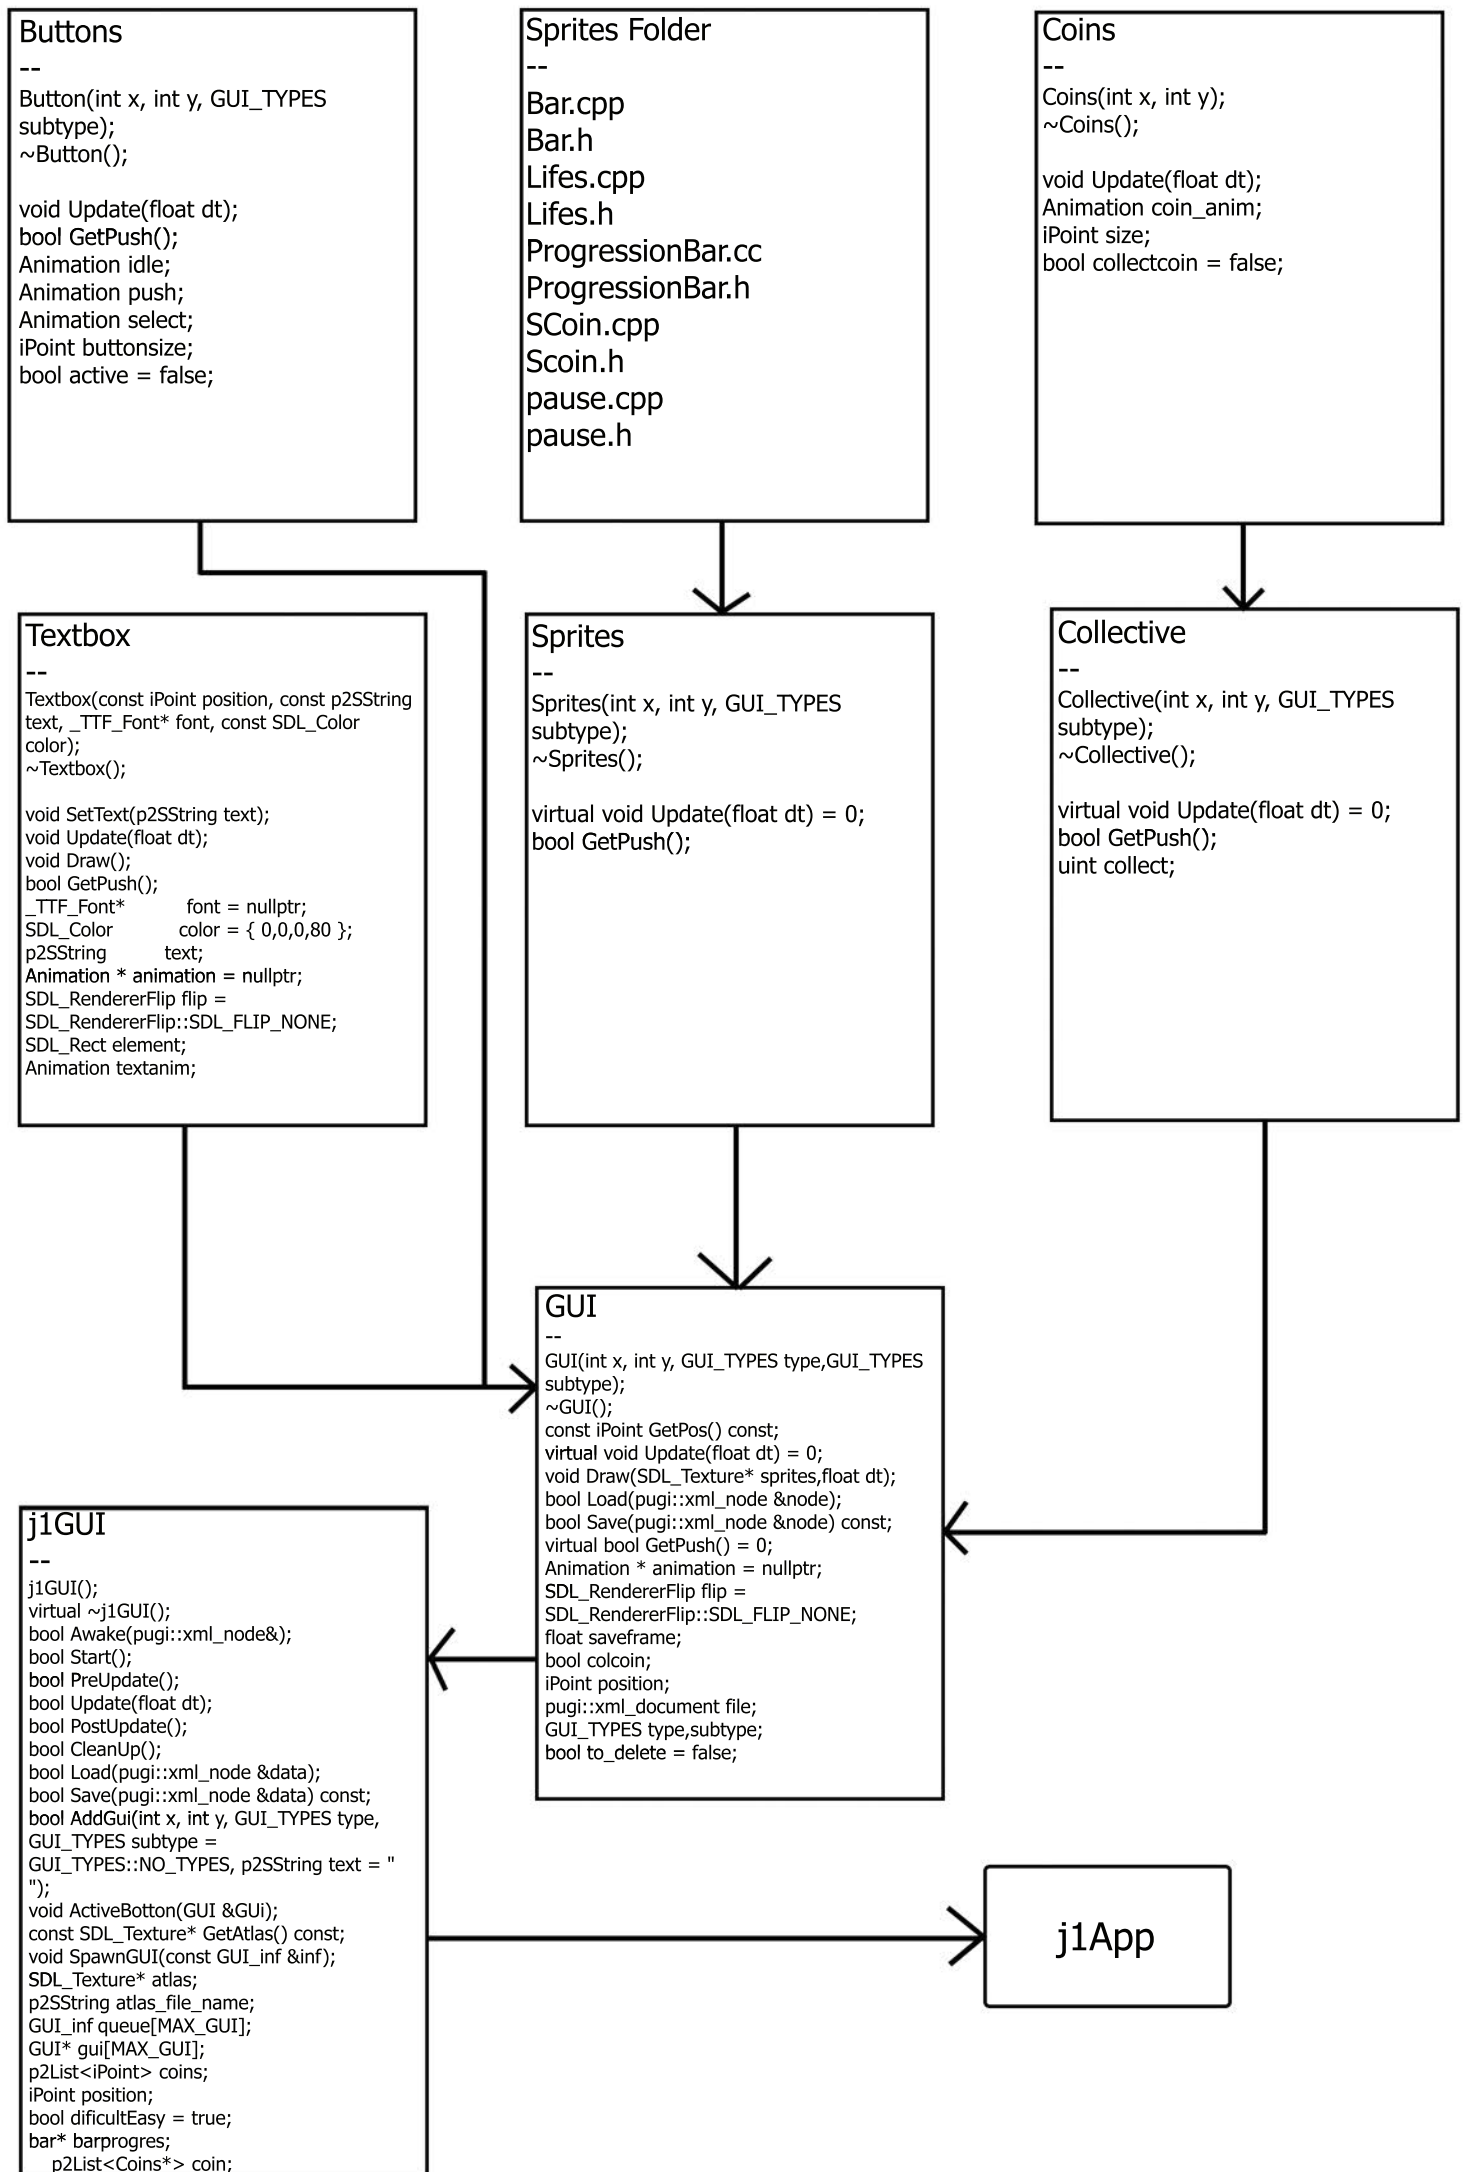 Buttons
--
Button(int x, int y, GUI_TYPES
subtype);
~Button();
void Update(float dt);
bool GetPush();
Animation idle;
Animation push;
Animation select;
iPoint buttonsize;
bool active = false;
Sprites Folder
--
Bar.cpp
Bar.h
Lifes.cpp
Lifes.h
ProgressionBar.cc
ProgressionBar.h
SCoin.cpp
Scoin.h
pause.cpp
pause.h
Coins
--
Coins(int x, int y);
~Coins();
void Update(float dt);
Animation coin_anim;
iPoint size;
bool collectcoin = false;
Textbox
--
Textbox(const iPoint position, const p2SString
text, _TTF_Font* font, const SDL_Color
color);
~Textbox();
void SetText(p2SString text);
void Update(float dt);
void Draw();
bool GetPush();
_TTF_Font* font = nullptr;
SDL_Color color = { 0,0,0,80 };
p2SString text;
Animation * animation = nullptr;
SDL_RendererFlip flip =
SDL_RendererFlip::SDL_FLIP_NONE;
SDL_Rect element;
Animation textanim;
Sprites
--
Sprites(int x, int y, GUI_TYPES
subtype);
~Sprites();
virtual void Update(float dt) = 0;
bool GetPush();
Collective
--
Collective(int x, int y, GUI_TYPES
subtype);
~Collective();
virtual void Update(float dt) = 0;
bool GetPush();
uint collect;
GUI
--
GUI(int x, int y, GUI_TYPES type,GUI_TYPES
subtype);
~GUI();
const iPoint GetPos() const;
virtual void Update(float dt) = 0;
void Draw(SDL_Texture* sprites,float dt);
bool Load(pugi::xml_node &node);
bool Save(pugi::xml_node &node) const;
virtual bool GetPush() = 0;
Animation * animation = nullptr;
SDL_RendererFlip flip =
SDL_RendererFlip::SDL_FLIP_NONE;
float saveframe;
bool colcoin;
iPoint position;
pugi::xml_document file;
GUI_TYPES type,subtype;
bool to_delete = false;
j1GUI
--
j1GUI();
virtual ~j1GUI();
bool Awake(pugi::xml_node&);
bool Start();
bool PreUpdate();
bool Update(float dt);
bool PostUpdate();
bool CleanUp();
bool Load(pugi::xml_node &data);
bool Save(pugi::xml_node &data) const;
bool AddGui(int x, int y, GUI_TYPES type,
GUI_TYPES subtype =
GUI_TYPES::NO_TYPES, p2SString text = "
");
void ActiveBotton(GUI &GUi);
const SDL_Texture* GetAtlas() const;
void SpawnGUI(const GUI_inf &inf);
SDL_Texture* atlas;
p2SString atlas_file_name;
GUI_inf queue[MAX_GUI];
GUI* gui[MAX_GUI];
p2List<iPoint> coins;
iPoint position;
bool dificultEasy = true;
bar* barprogres;
p2List<Coins*> coin;
j1App